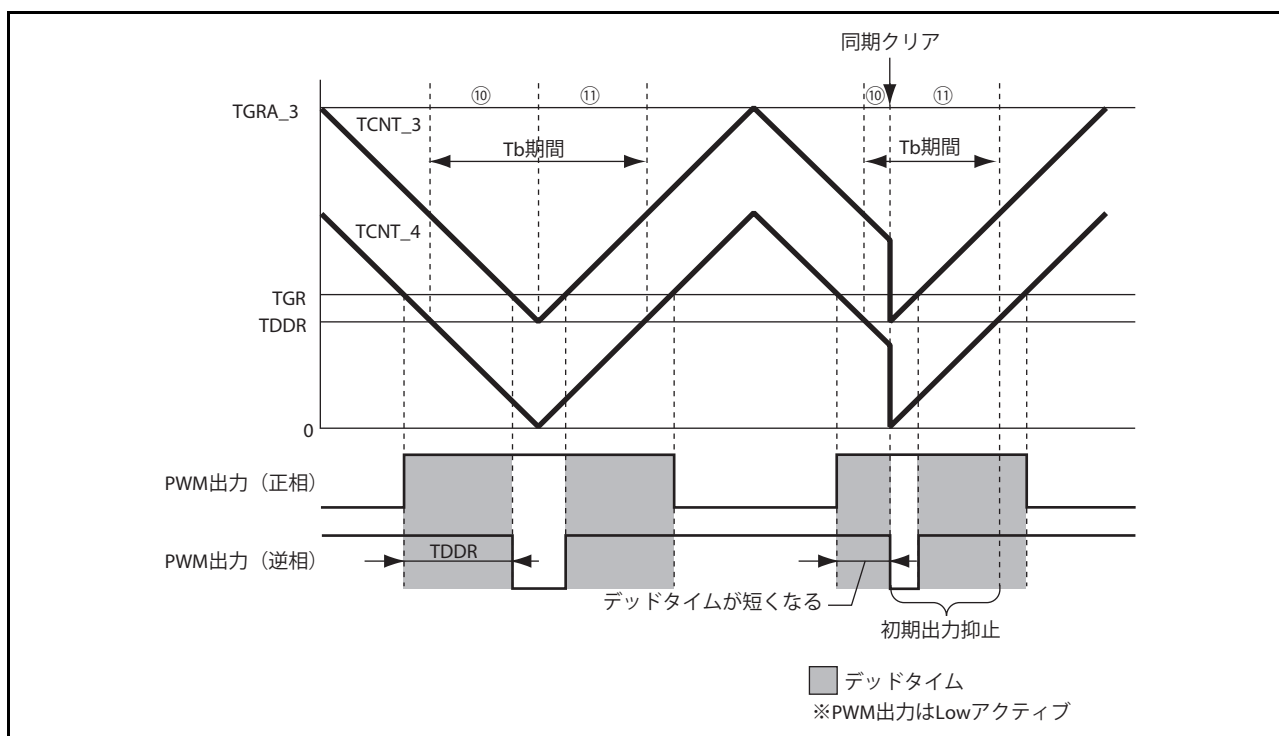 同期クリア
⑩ ⑪ ⑩ ⑪
TGRA_3
TCNT_3
Tb期間 Tb期間
TCNT_4
TGR
TDDR
0
PWM出力（正相）
PWM出力（逆相）
TDDR
デッドタイムが短くなる
初期出力抑止
デッドタイム
※PWM出力はLowアクティブ